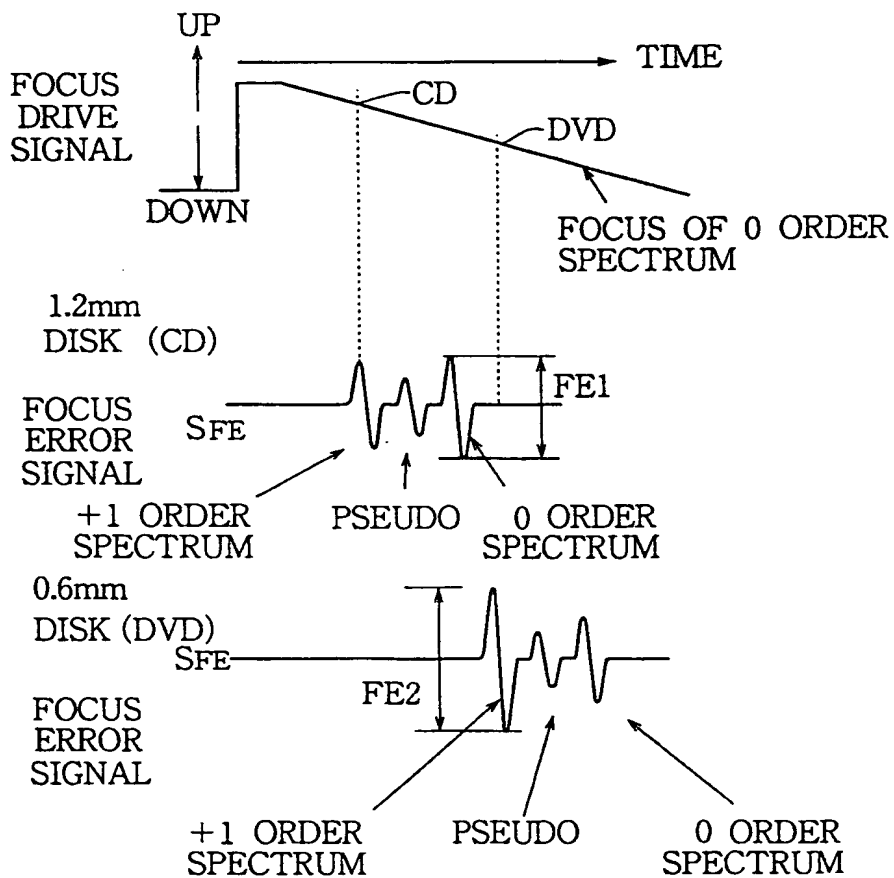 UP
TIME
FOCUS
DRIVE
SIGNAL
CD
DVD
DOWN
FOCUS OF 0 ORDER
SPECTRUM
1.2mm
DISK (CD)
FE1
FOCUS
ERROR
SIGNAL
SFE
+1 ORDER
SPECTRUM
PSEUDO
0 ORDER
SPECTRUM
0.6mm
DISK (DVD)
SFE
FE2
FOCUS
ERROR
SIGNAL
+1 ORDER
SPECTRUM
PSEUDO
0 ORDER
SPECTRUM